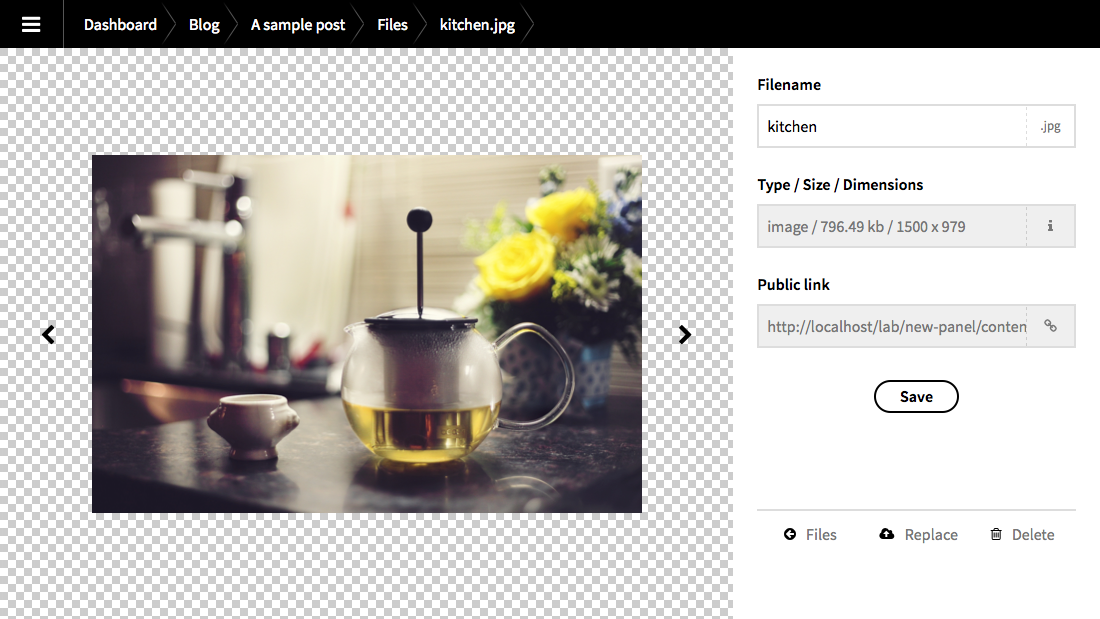 Dashboard Blog A sample post Files kitchen.jpg
Filename
kitchen .jpg
Type / Size / Dimensions
image / 796.49 kb / 1500 x 979
Public link
http://localhost/lab/new-panel/conten
Save
Files Replace Delete